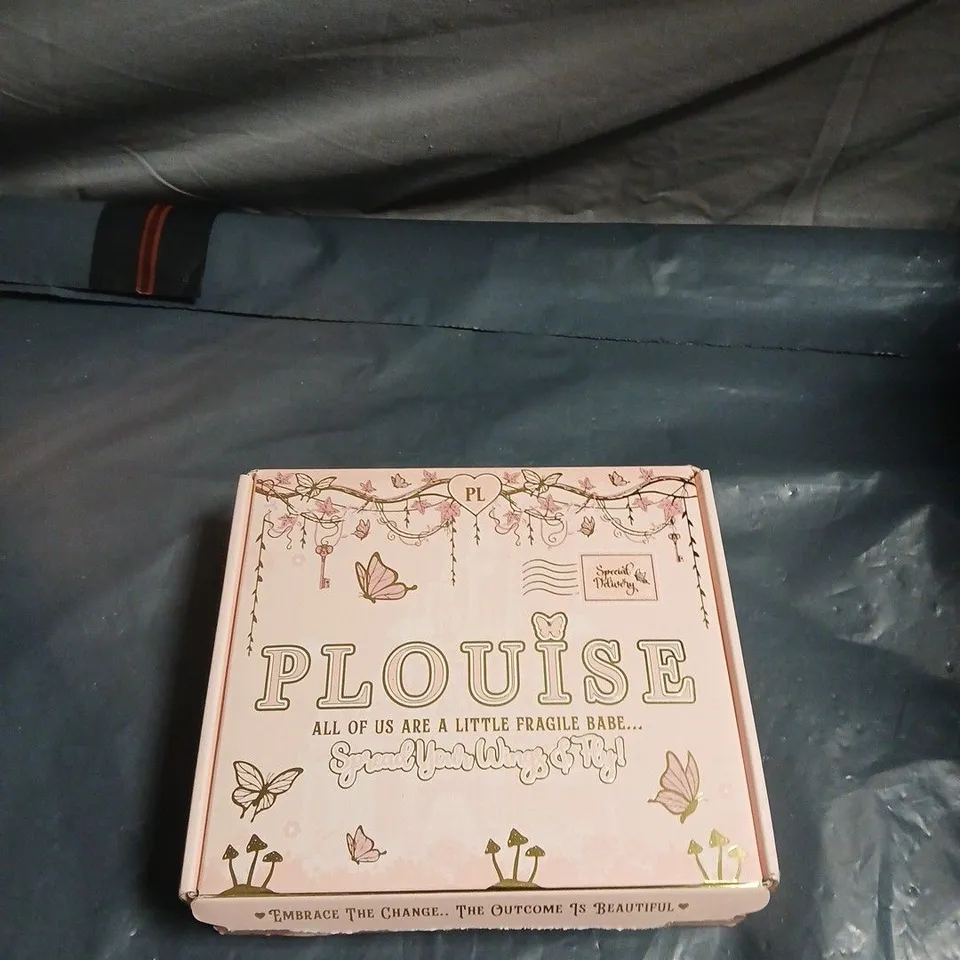 PL
Special
Delivery
PLOUISE
ALL OF US ARE A LITTLE FRAGILE BABE...
Spread Your Wings & Fly!
EMBRACE THE CHANGE.. THE OUTCOME IS BEAUTIFUL